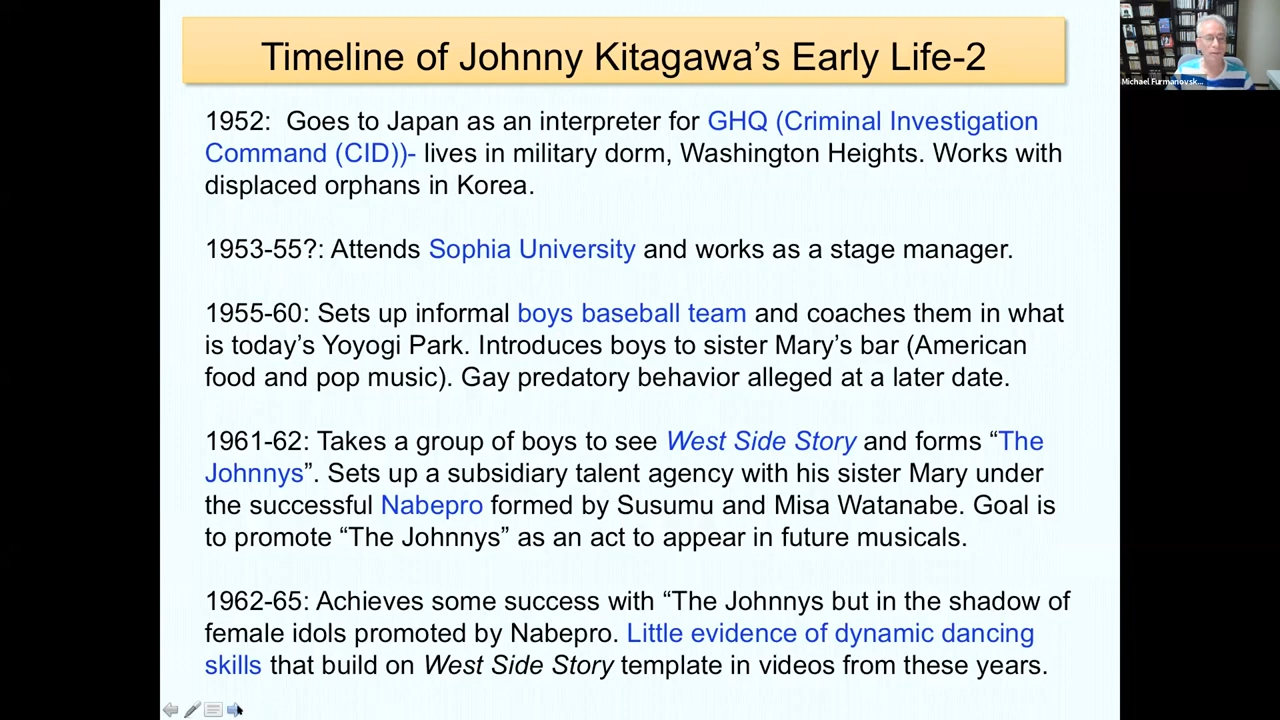 Timeline of Johnny Kitagawa’s Early Life-2
1952:  Goes to Japan as an interpreter for GHQ (Criminal Investigation
Command (CID))- lives in military dorm, Washington Heights. Works with
displaced orphans in Korea.
1953-55?: Attends Sophia University and works as a stage manager.
1955-60: Sets up informal boys baseball team and coaches them in what
is today’s Yoyogi Park. Introduces boys to sister Mary’s bar (American
food and pop music). Gay predatory behavior alleged at a later date.
1961-62: Takes a group of boys to see West Side Story and forms “The
Johnnys”. Sets up a subsidiary talent agency with his sister Mary under
the successful Nabepro formed by Susumu and Misa Watanabe. Goal is
to promote “The Johnnys” as an act to appear in future musicals.
1962-65: Achieves some success with “The Johnnys but in the shadow of
female idols promoted by Nabepro. Little evidence of dynamic dancing
skills that build on West Side Story template in videos from these years.
Michael Furmanovsk...